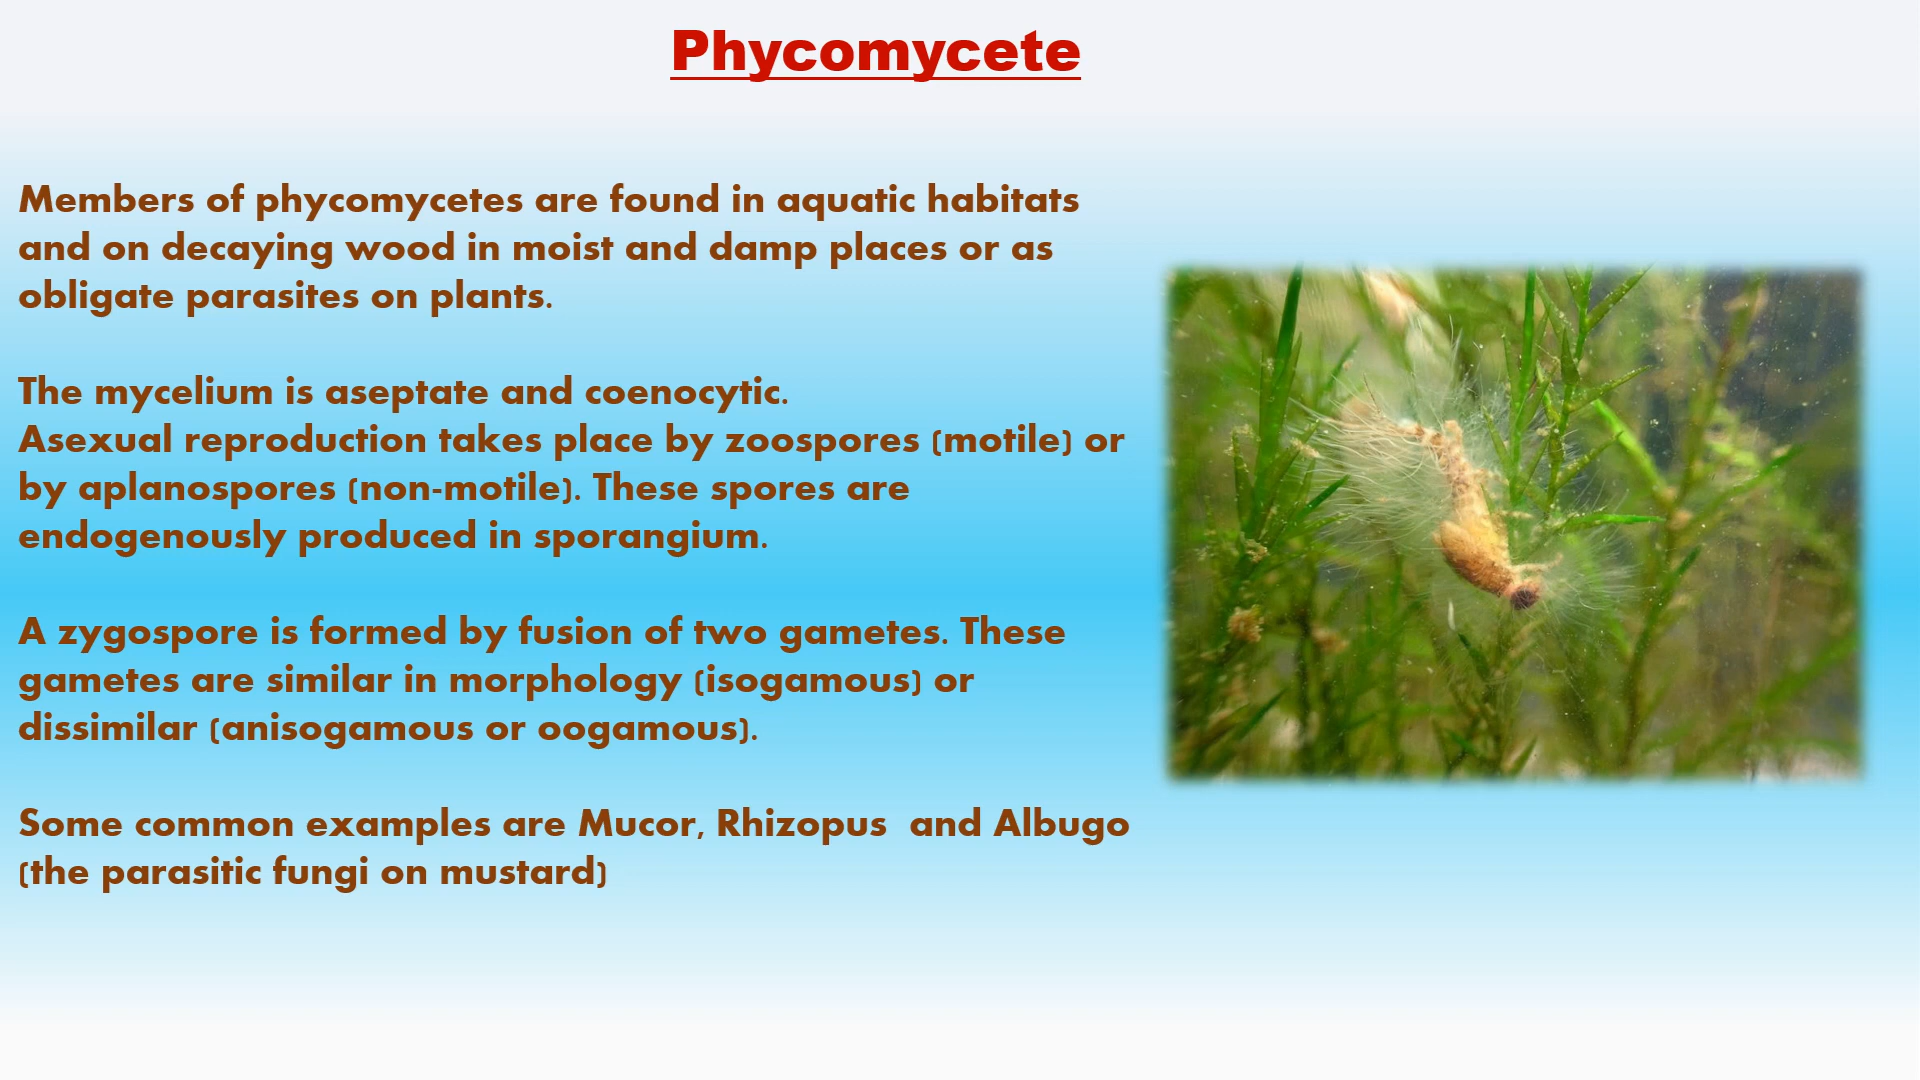 Phycomycete
Members of phycomycetes are found in aquatic habitats
and on decaying wood in moist and damp places or as
obligate parasites on plants.
The mycelium is aseptate and coenocytic.
Asexual reproduction takes place by zoospores (motile) or
by aplanospores (non-motile). These spores are
endogenously produced in sporangium.
A zygospore is formed by fusion of two gametes. These
gametes are similar in morphology (isogamous) or
dissimilar (anisogamous or oogamous).
Some common examples are Mucor, Rhizopus  and Albugo
(the parasitic fungi on mustard)